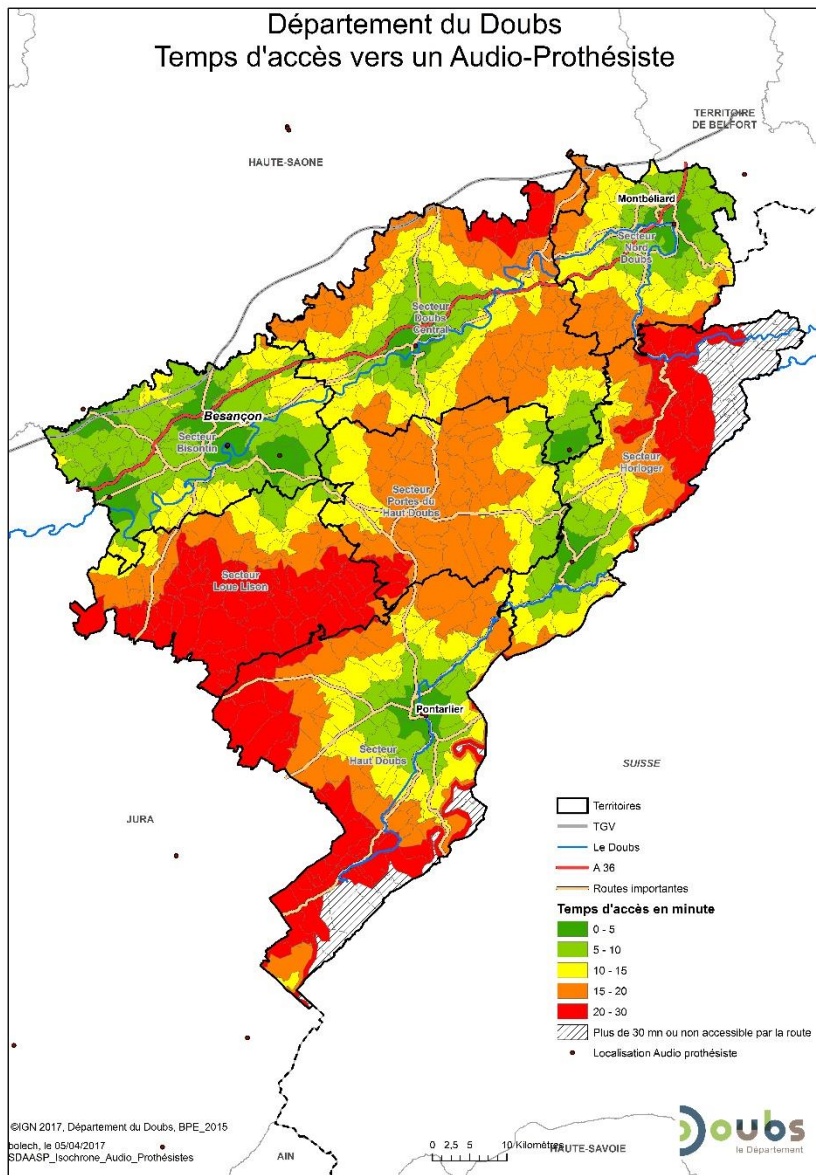 Département du Doubs
Temps d'accès vers un Audio-Prothésiste
TERRITOIRE
DE BELFORT
HAUTE-SAONE
Montbéliard
Secteur
Nord
Doubs
Secteur
Doubs
Central
Besançon
Secteur
Bisontin
Secteur
Horloger
Secteur
Portes du
Haut Doubs
Secteur
Loue Lison
Pontarlier
Secteur
Haut Doubs
SUISSE
JURA
Territoires
TGV
Le Doubs
A 36
Routes importantes
Temps d'accès en minute
0 - 5
5 - 10
10 - 15
15 - 20
20 - 30
Plus de 30 mn ou non accessible par la route
Localisation Audio prothésiste
©IGN 2017, Département du Doubs, BPE_2015
bolech, le 05/04/2017
SDAASP_Isochrone_Audio_Prothésistes
AIN
0 2,5 5 10 Kilomètres
HAUTE-SAVOIE
Doubs
le Département